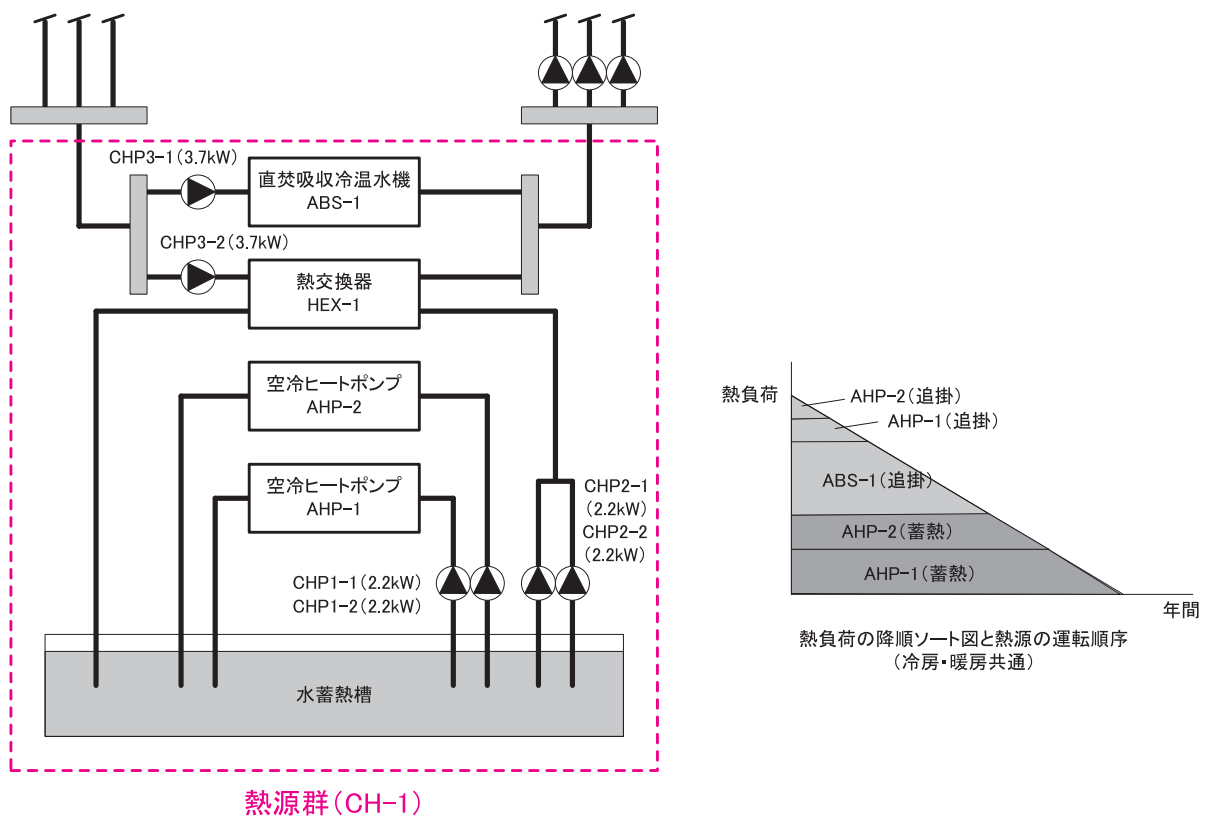 CHP3-1(3.7kW)
直焚吸収冷温水機
ABS-1
CHP3-2(3.7kW)
熱交換器
HEX-1
空冷ヒートポンプ
AHP-2
空冷ヒートポンプ
AHP-1
CHP2-1
(2.2kW)
CHP2-2
(2.2kW)
CHP1-1(2.2kW)
CHP1-2(2.2kW)
水蓄熱槽
熱源群(CH-1)
熱負荷
AHP-2(追掛)
AHP-1(追掛)
ABS-1(追掛)
AHP-2(蓄熱)
AHP-1(蓄熱)
年間
熱負荷の降順ソート図と熱源の運転順序
(冷房・暖房共通)